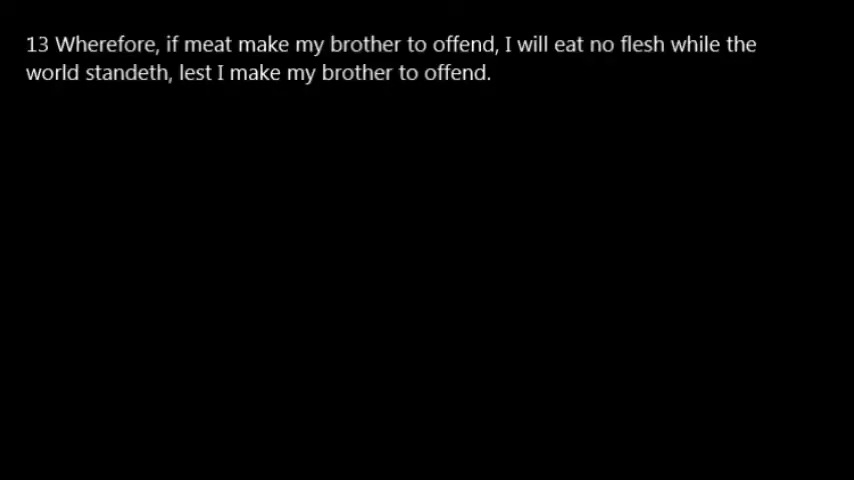 13 Wherefore, if meat make my brother to offend, I will eat no flesh while the
world standeth, lest I make my brother to offend.